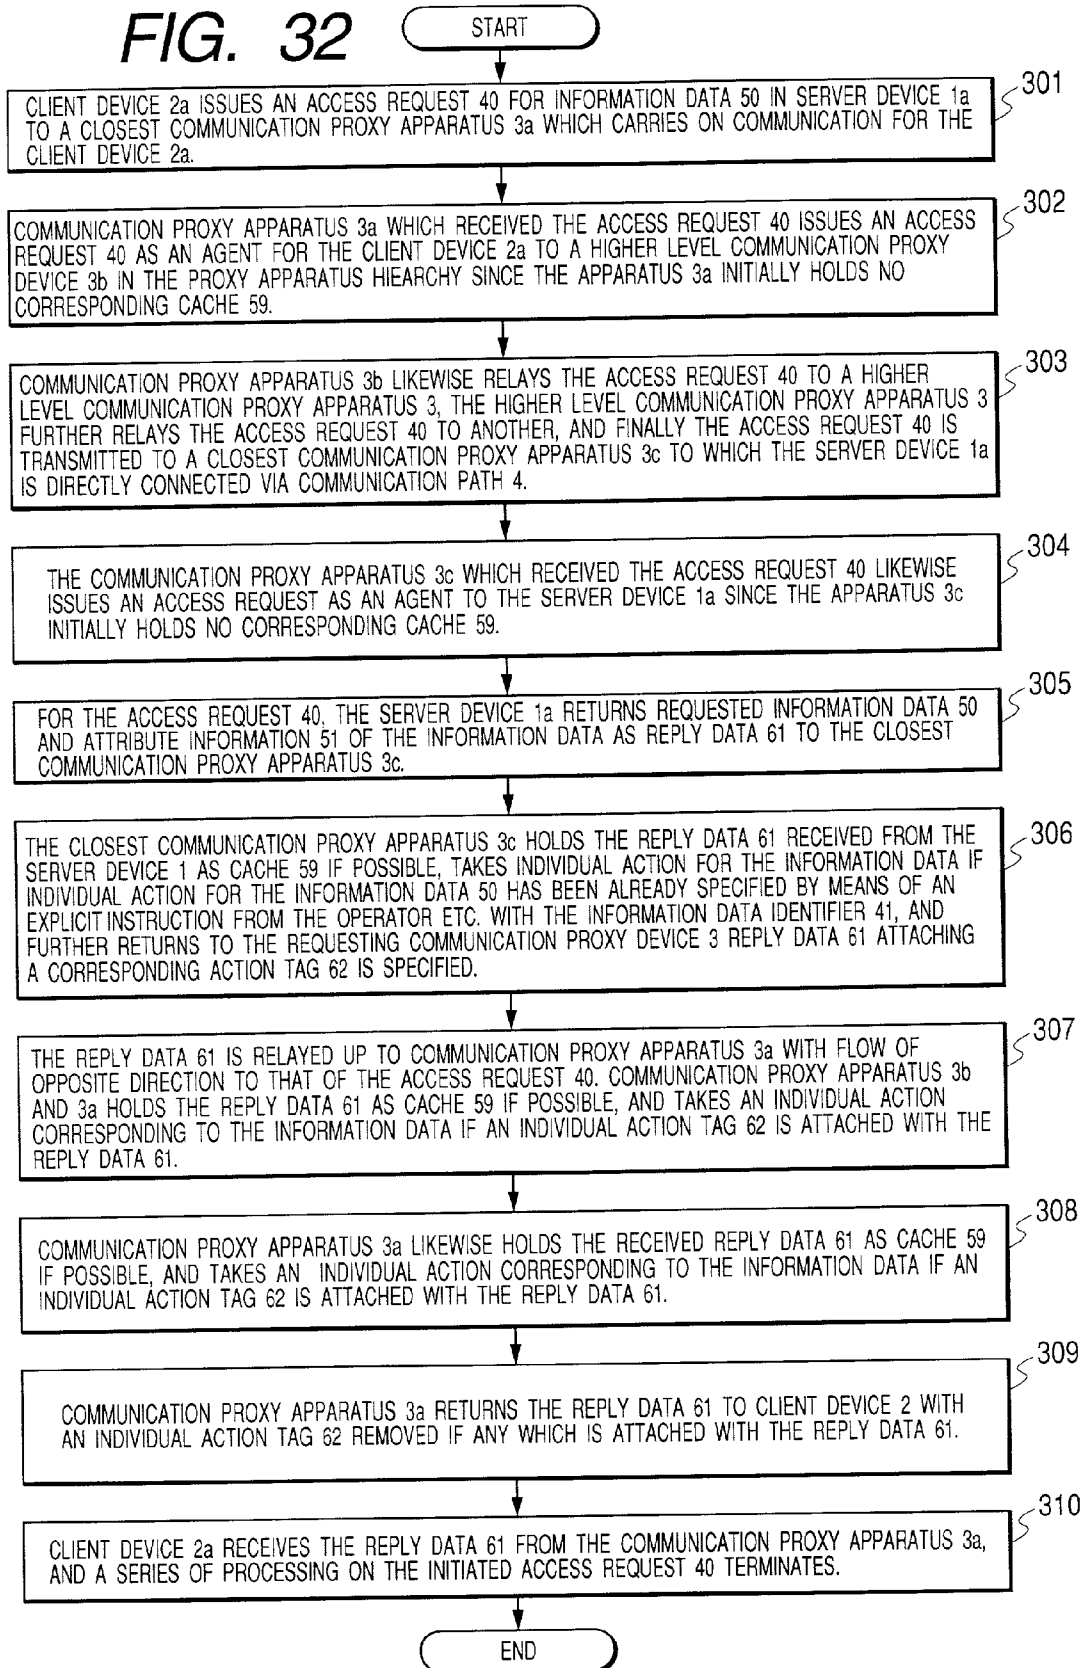 FIG. 32
START
301
CLIENT DEVICE 2a ISSUES AN ACCESS REQUEST 40 FOR INFORMATION DATA 50 IN SERVER DEVICE 1a
TO A CLOSEST COMMUNICATION PROXY APPARATUS 3a WHICH CARRIES ON COMMUNICATION FOR THE
CLIENT DEVICE 2a.
302
COMMUNICATION PROXY APPARATUS 3a WHICH RECEIVED THE ACCESS REQUEST 40 ISSUES AN ACCESS
REQUEST 40 AS AN AGENT FOR THE CLIENT DEVICE 2a TO A HIGHER LEVEL COMMUNICATION PROXY
DEVICE 3b IN THE PROXY APPARATUS HIEARCHY SINCE THE APPARATUS 3a INITIALLY HOLDS NO
CORRESPONDING CACHE 59.
303
COMMUNICATION PROXY APPARATUS 3b LIKEWISE RELAYS THE ACCESS REQUEST 40 TO A HIGHER
LEVEL COMMUNICATION PROXY APPARATUS 3, THE HIGHER LEVEL COMMUNICATION PROXY APPARATUS 3
FURTHER RELAYS THE ACCESS REQUEST 40 TO ANOTHER, AND FINALLY THE ACCESS REQUEST 40 IS
TRANSMITTED TO A CLOSEST COMMUNICATION PROXY APPARATUS 3c TO WHICH THE SERVER DEVICE 1a
IS DIRECTLY CONNECTED VIA COMMUNICATION PATH 4.
304
THE COMMUNICATION PROXY APPARATUS 3c WHICH RECEIVED THE ACCESS REQUEST 40 LIKEWISE
ISSUES AN ACCESS REQUEST AS AN AGENT TO THE SERVER DEVICE 1a SINCE THE APPARATUS 3c
INITIALLY HOLDS NO CORRESPONDING CACHE 59.
305
FOR THE ACCESS REQUEST 40, THE SERVER DEVICE 1a RETURNS REQUESTED INFORMATION DATA 50
AND ATTRIBUTE INFORMATION 51 OF THE INFORMATION DATA AS REPLY DATA 61 TO THE CLOSEST
COMMUNICATION PROXY APPARATUS 3c.
306
THE CLOSEST COMMUNICATION PROXY APPARATUS 3c HOLDS THE REPLY DATA 61 RECEIVED FROM THE
SERVER DEVICE 1 AS CACHE 59 IF POSSIBLE, TAKES INDIVIDUAL ACTION FOR THE INFORMATION DATA IF
INDIVIDUAL ACTION FOR THE INFORMATION DATA 50 HAS BEEN ALREADY SPECIFIED BY MEANS OF AN
EXPLICIT INSTRUCTION FROM THE OPERATOR ETC. WITH THE INFORMATION DATA IDENTIFIER 41, AND
FURTHER RETURNS TO THE REQUESTING COMMUNICATION PROXY DEVICE 3 REPLY DATA 61 ATTACHING
A CORRESPONDING ACTION TAG 62 IS SPECIFIED.
307
THE REPLY DATA 61 IS RELAYED UP TO COMMUNICATION PROXY APPARATUS 3a WITH FLOW OF
OPPOSITE DIRECTION TO THAT OF THE ACCESS REQUEST 40. COMMUNICATION PROXY APPARATUS 3b
AND 3a HOLDS THE REPLY DATA 61 AS CACHE 59 IF POSSIBLE, AND TAKES AN INDIVIDUAL ACTION
CORRESPONDING TO THE INFORMATION DATA IF AN INDIVIDUAL ACTION TAG 62 IS ATTACHED WITH THE
REPLY DATA 61.
308
COMMUNICATION PROXY APPARATUS 3a LIKEWISE HOLDS THE RECEIVED REPLY DATA 61 AS CACHE 59
IF POSSIBLE, AND TAKES AN INDIVIDUAL ACTION CORRESPONDING TO THE INFORMATION DATA IF AN
INDIVIDUAL ACTION TAG 62 IS ATTACHED WITH THE REPLY DATA 61.
309
COMMUNICATION PROXY APPARATUS 3a RETURNS THE REPLY DATA 61 TO CLIENT DEVICE 2 WITH
AN INDIVIDUAL ACTION TAG 62 REMOVED IF ANY WHICH IS ATTACHED WITH THE REPLY DATA 61.
310
CLIENT DEVICE 2a RECEIVES THE REPLY DATA 61 FROM THE COMMUNICATION PROXY APPARATUS 3a,
AND A SERIES OF PROCESSING ON THE INITIATED ACCESS REQUEST 40 TERMINATES.
END